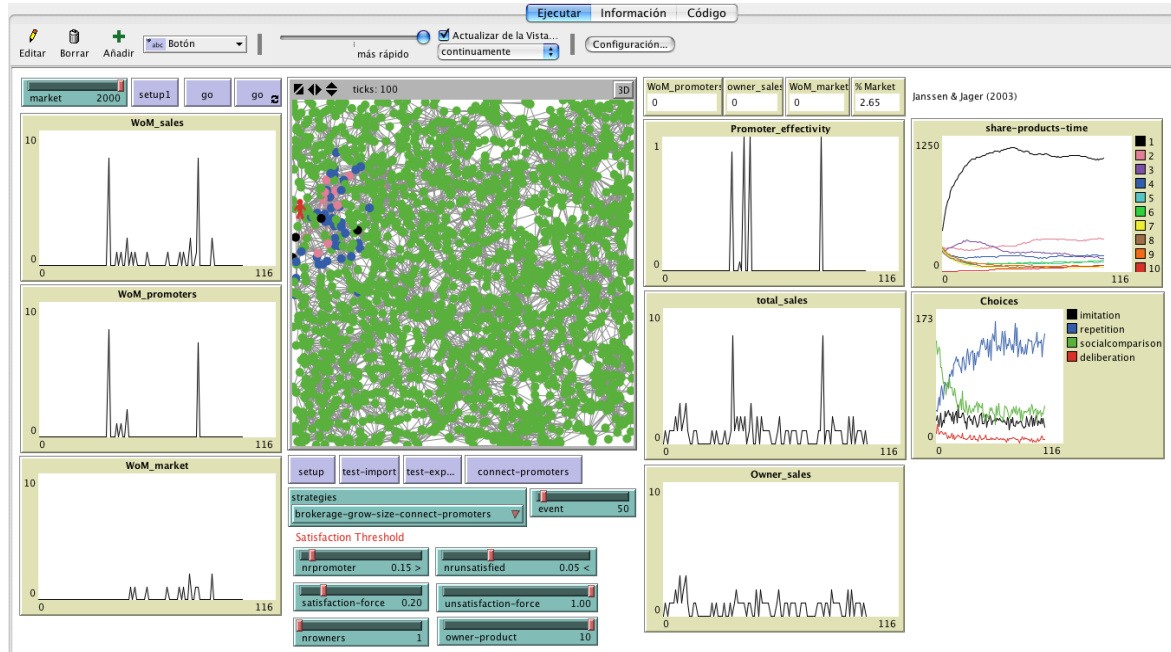 Ejecutar Información Código
Editar Borrar Añadir
abc Botón
más rápido
Actualizar de la Vista...
continuamente
Configuración...
market 2000
setup1
go
go
ticks: 100
3D
WoM_promoters
0
owner_sales
0
WoM_market
0
% Market
2.65
Janssen & Jager (2003)
WoM_sales
10
0
0 116
WoM_promoters
10
0
0 116
WoM_market
10
0
0 116
setup
test-import
test-exp...
connect-promoters
strategies
brokerage-grow-size-connect-promoters
event 50
Satisfaction Threshold
nrpromoter 0.15 >
nrunsatisfied 0.05 <
satisfaction-force 0.20
unsatisfaction-force 1.00
nrowners 1
owner-product 10
Promoter_effectivity
1
0
0 116
total_sales
10
0
0 116
Owner_sales
10
0
0 116
share-products-time
1250
0
0 116
1
2
3
4
5
6
7
8
9
10
Choices
173
0
0 116
imitation
repetition
socialcomparison
deliberation